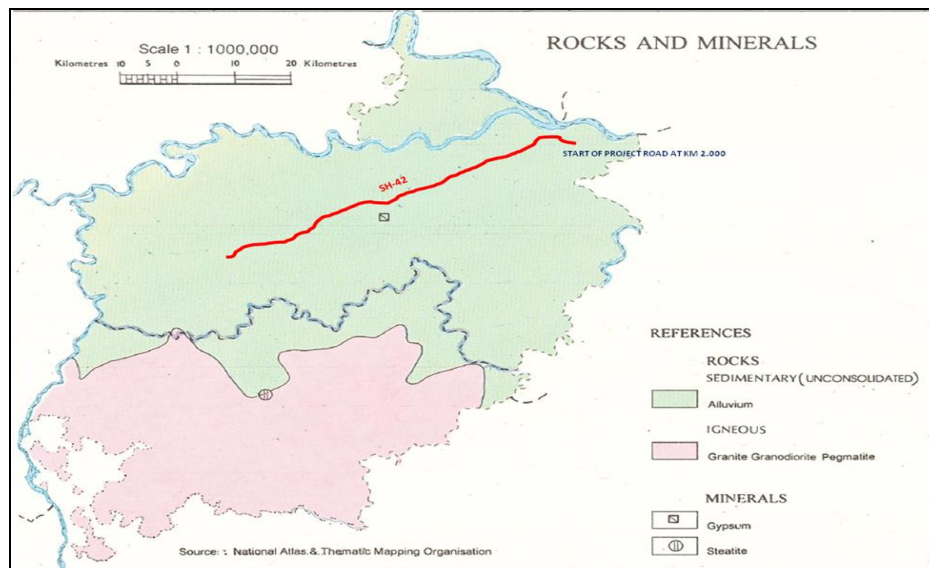 ROCKS AND MINERALS
Scale 1 : 1000,000
Kilometres 10 5 0 10 20 Kilometres
START OF PROJECT ROAD AT KM 2.000
SH-42
REFERENCES
ROCKS
SEDIMENTARY (UNCONSOLIDATED)
Alluvium
IGNEOUS
Granite Granodiorite Pegmatite
MINERALS
Gypsum
Steatite
Source: : National Atlas & Thematic Mapping Organisation